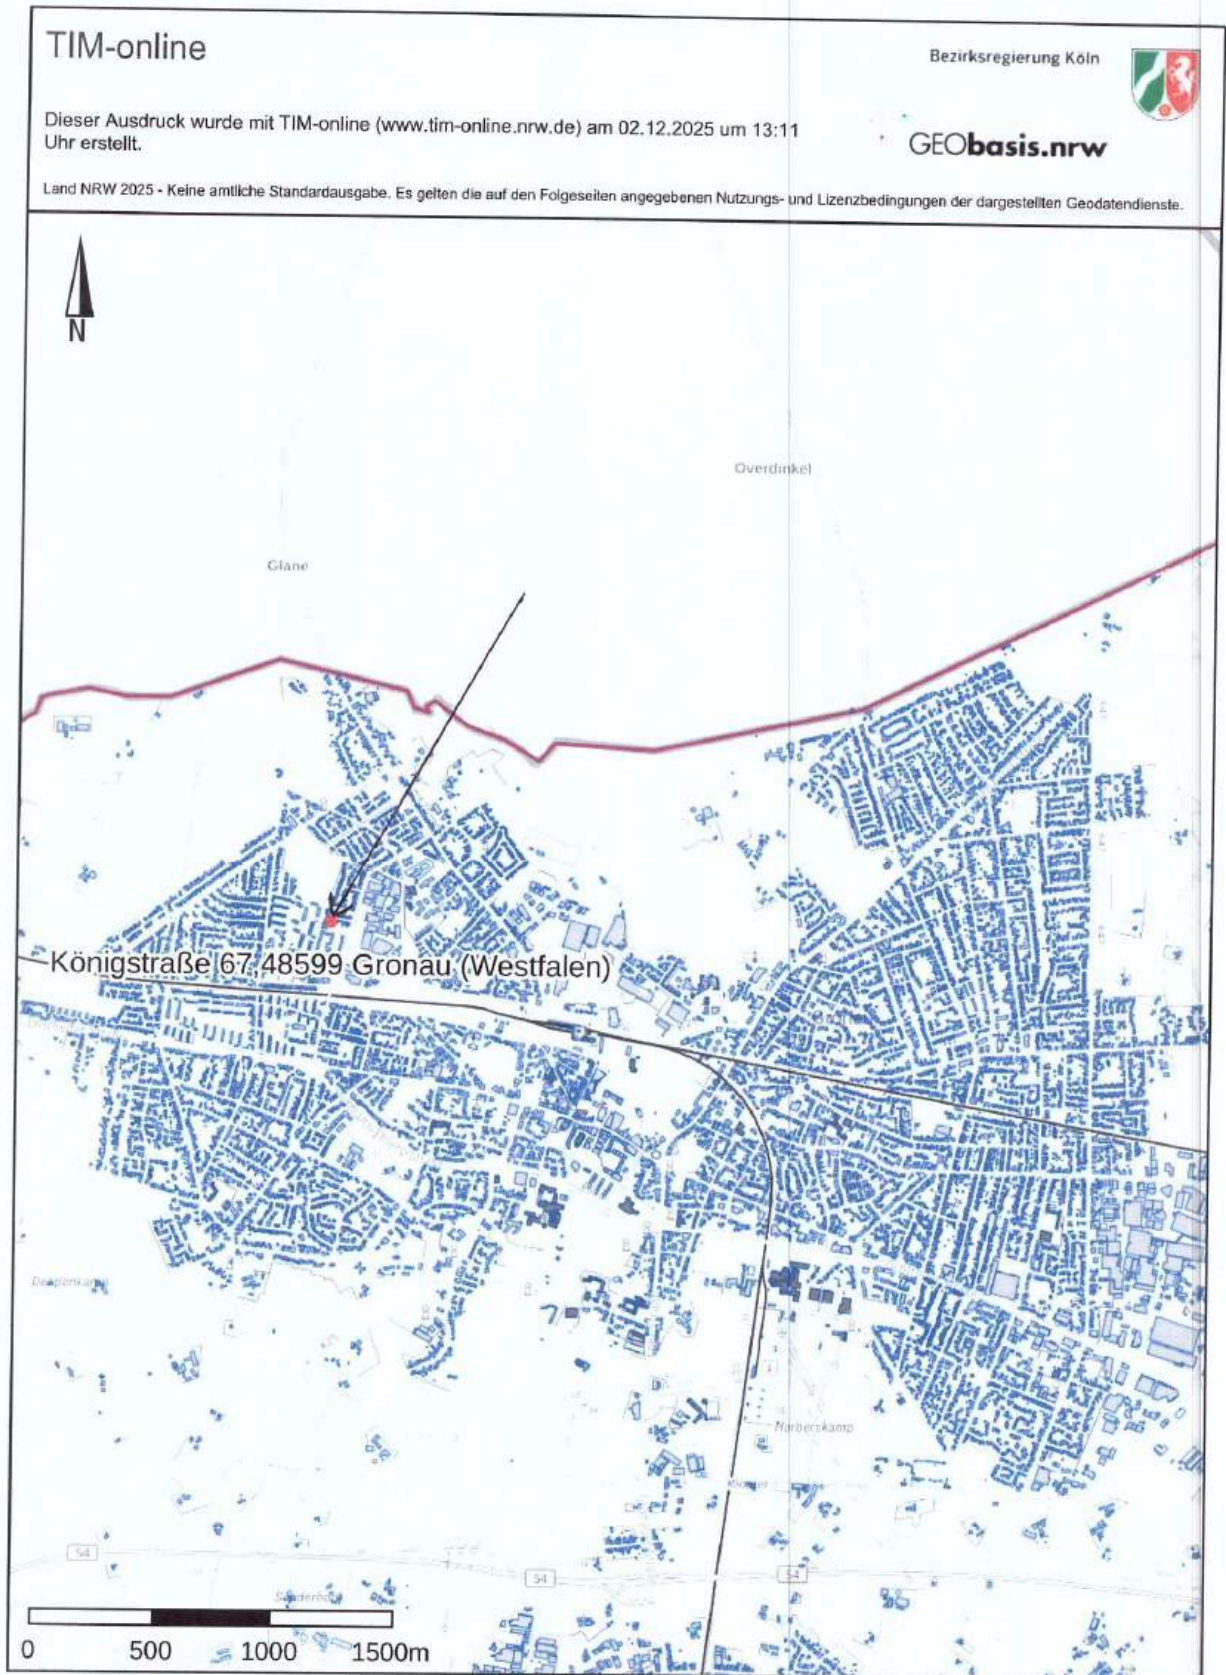 TIM-online
Bezirksregierung Köln
Dieser Ausdruck wurde mit TIM-online (www.tim-online.nrw.de) am 02.12.2025 um 13:11
Uhr erstellt.
GEObasis.nrw
Land NRW 2025 - Keine amtliche Standardausgabe. Es gelten die auf den Folgeseiten angegebenen Nutzungs- und Lizenzbedingungen der dargestellten Geodatendienste.
N
Overdinkel
Glane
Königstraße 67,48599 Gronau (Westfalen)
54
54
54
0 500 1000 1500m